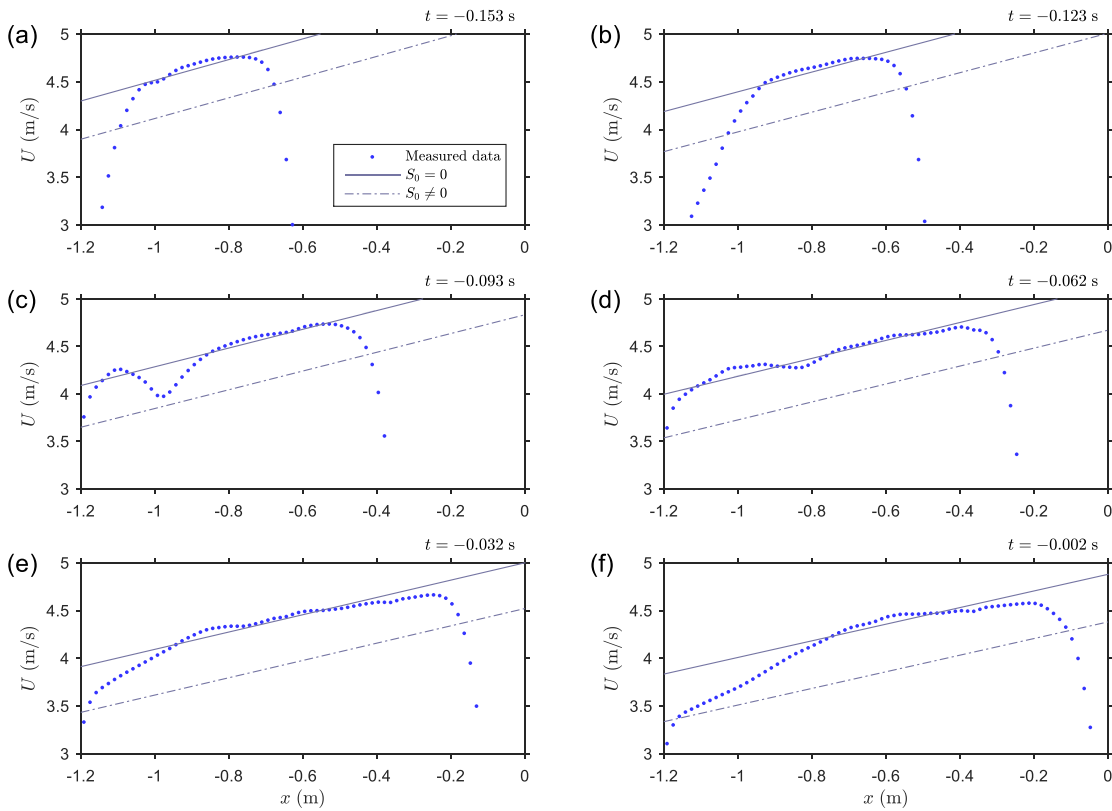 (a)
t = −0.153 s
5
4.5
4
3.5
3
U (m/s)
Measured data
S₀ = 0
S₀ ≠ 0
-1.2 -1 -0.8 -0.6 -0.4 -0.2 0
(b)
t = −0.123 s
5
4.5
4
3.5
3
U (m/s)
-1.2 -1 -0.8 -0.6 -0.4 -0.2 0
(c)
t = −0.093 s
5
4.5
4
3.5
3
U (m/s)
-1.2 -1 -0.8 -0.6 -0.4 -0.2 0
(d)
t = −0.062 s
5
4.5
4
3.5
3
U (m/s)
-1.2 -1 -0.8 -0.6 -0.4 -0.2 0
(e)
t = −0.032 s
5
4.5
4
3.5
3
U (m/s)
-1.2 -1 -0.8 -0.6 -0.4 -0.2 0
x (m)
(f)
t = −0.002 s
5
4.5
4
3.5
3
U (m/s)
-1.2 -1 -0.8 -0.6 -0.4 -0.2 0
x (m)